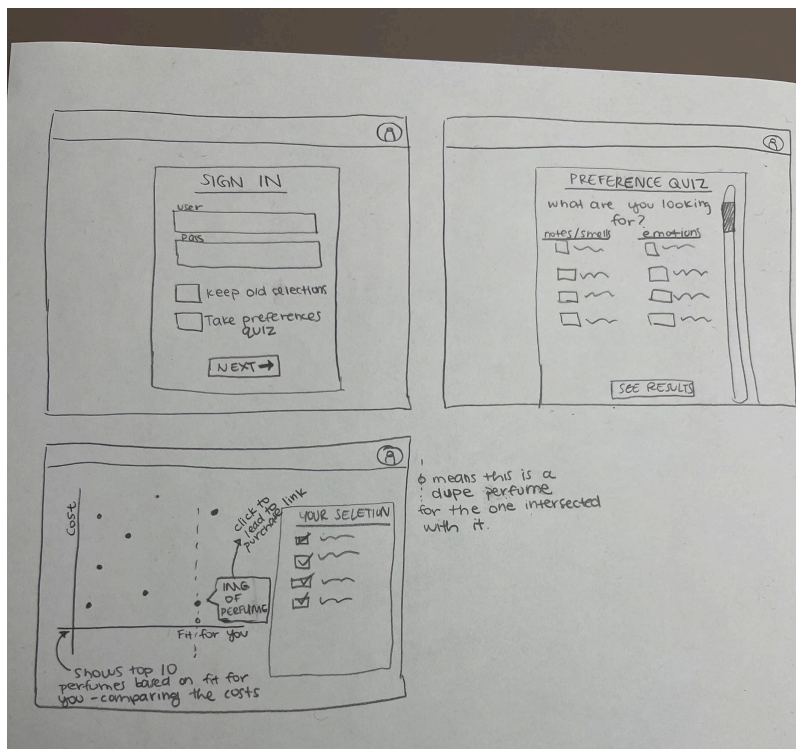 SIGN IN
user
pass
keep old selections
Take preferences
quiz
NEXT →
PREFERENCE QUIZ
what are you looking
for?
notes/smells
emotions
SEE RESULTS
Cost
click to
lead to
purchase link
IMG
OF
PERFUME
Fit for you
YOUR SELETION
shows top 10
perfumes based on fit for
you - comparing the costs
means this is a
dupe perfume
for the one intersected
with it.